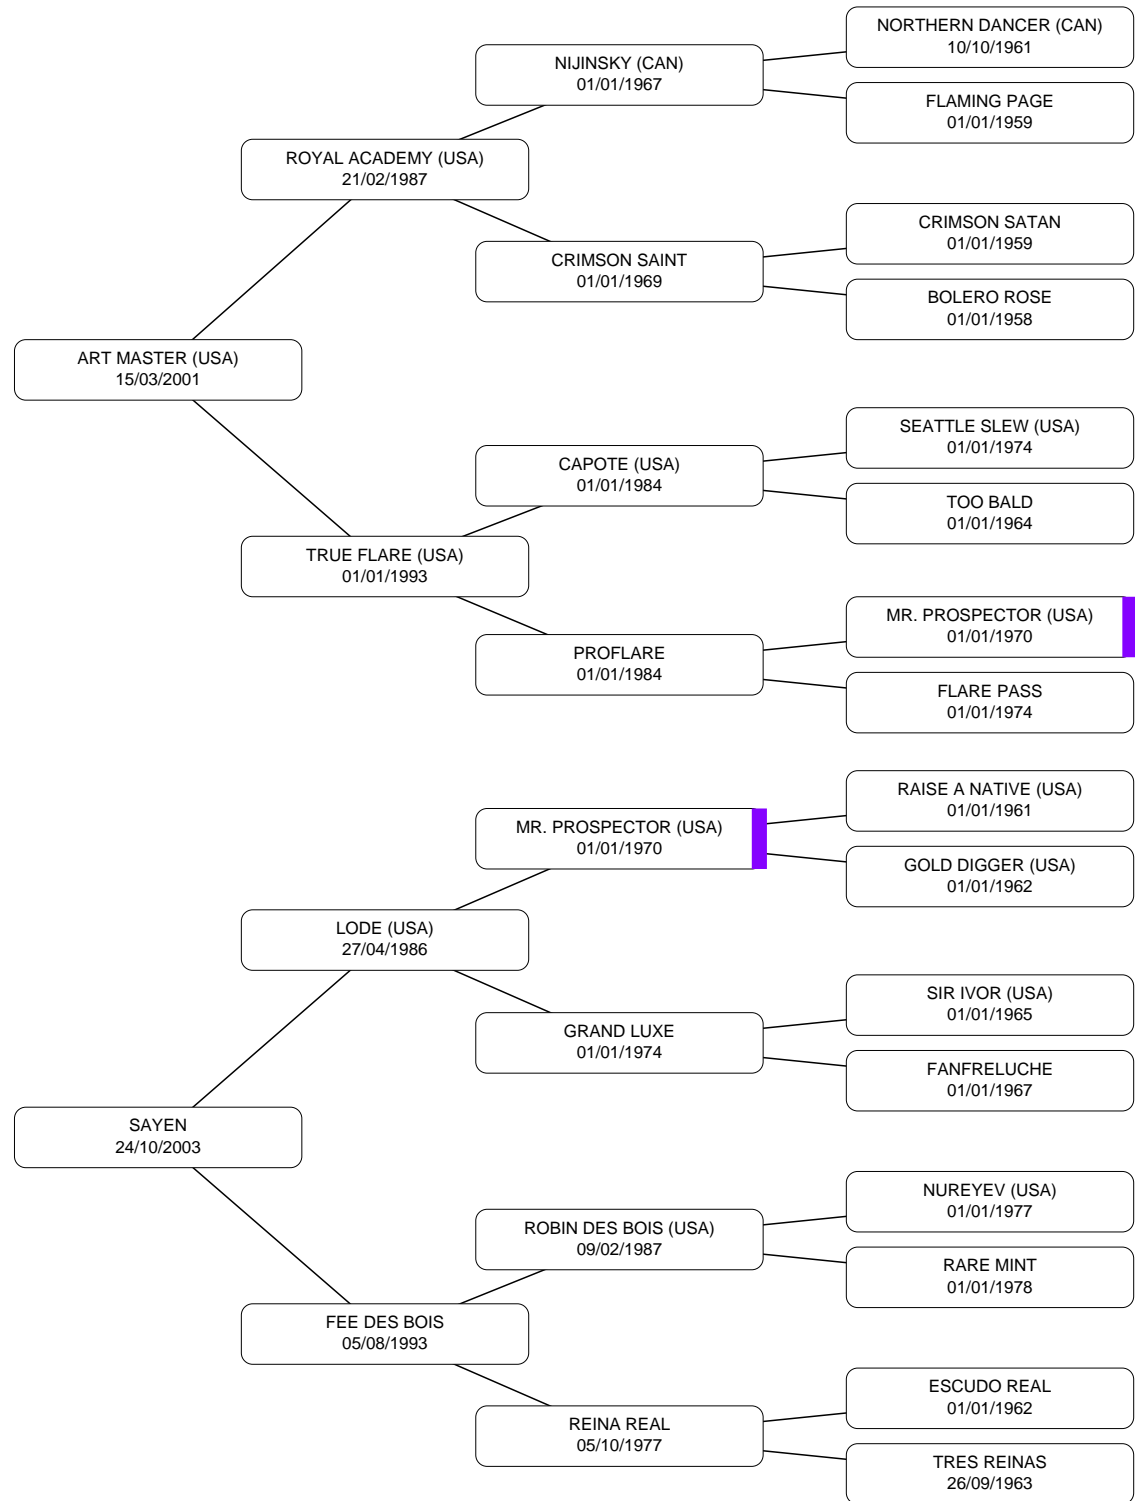 NORTHERN DANCER (CAN)
10/10/1961
NIJINSKY (CAN)
01/01/1967
FLAMING PAGE
01/01/1959
ROYAL ACADEMY (USA)
21/02/1987
CRIMSON SATAN
01/01/1959
CRIMSON SAINT
01/01/1969
BOLERO ROSE
01/01/1958
ART MASTER (USA)
15/03/2001
SEATTLE SLEW (USA)
01/01/1974
CAPOTE (USA)
01/01/1984
TOO BALD
01/01/1964
TRUE FLARE (USA)
01/01/1993
MR. PROSPECTOR (USA)
01/01/1970
PROFLARE
01/01/1984
FLARE PASS
01/01/1974
RAISE A NATIVE (USA)
01/01/1961
MR. PROSPECTOR (USA)
01/01/1970
GOLD DIGGER (USA)
01/01/1962
LODE (USA)
27/04/1986
SIR IVOR (USA)
01/01/1965
GRAND LUXE
01/01/1974
FANFRELUCHE
01/01/1967
SAYEN
24/10/2003
NUREYEV (USA)
01/01/1977
ROBIN DES BOIS (USA)
09/02/1987
RARE MINT
01/01/1978
FEE DES BOIS
05/08/1993
ESCUDO REAL
01/01/1962
REINA REAL
05/10/1977
TRES REINAS
26/09/1963